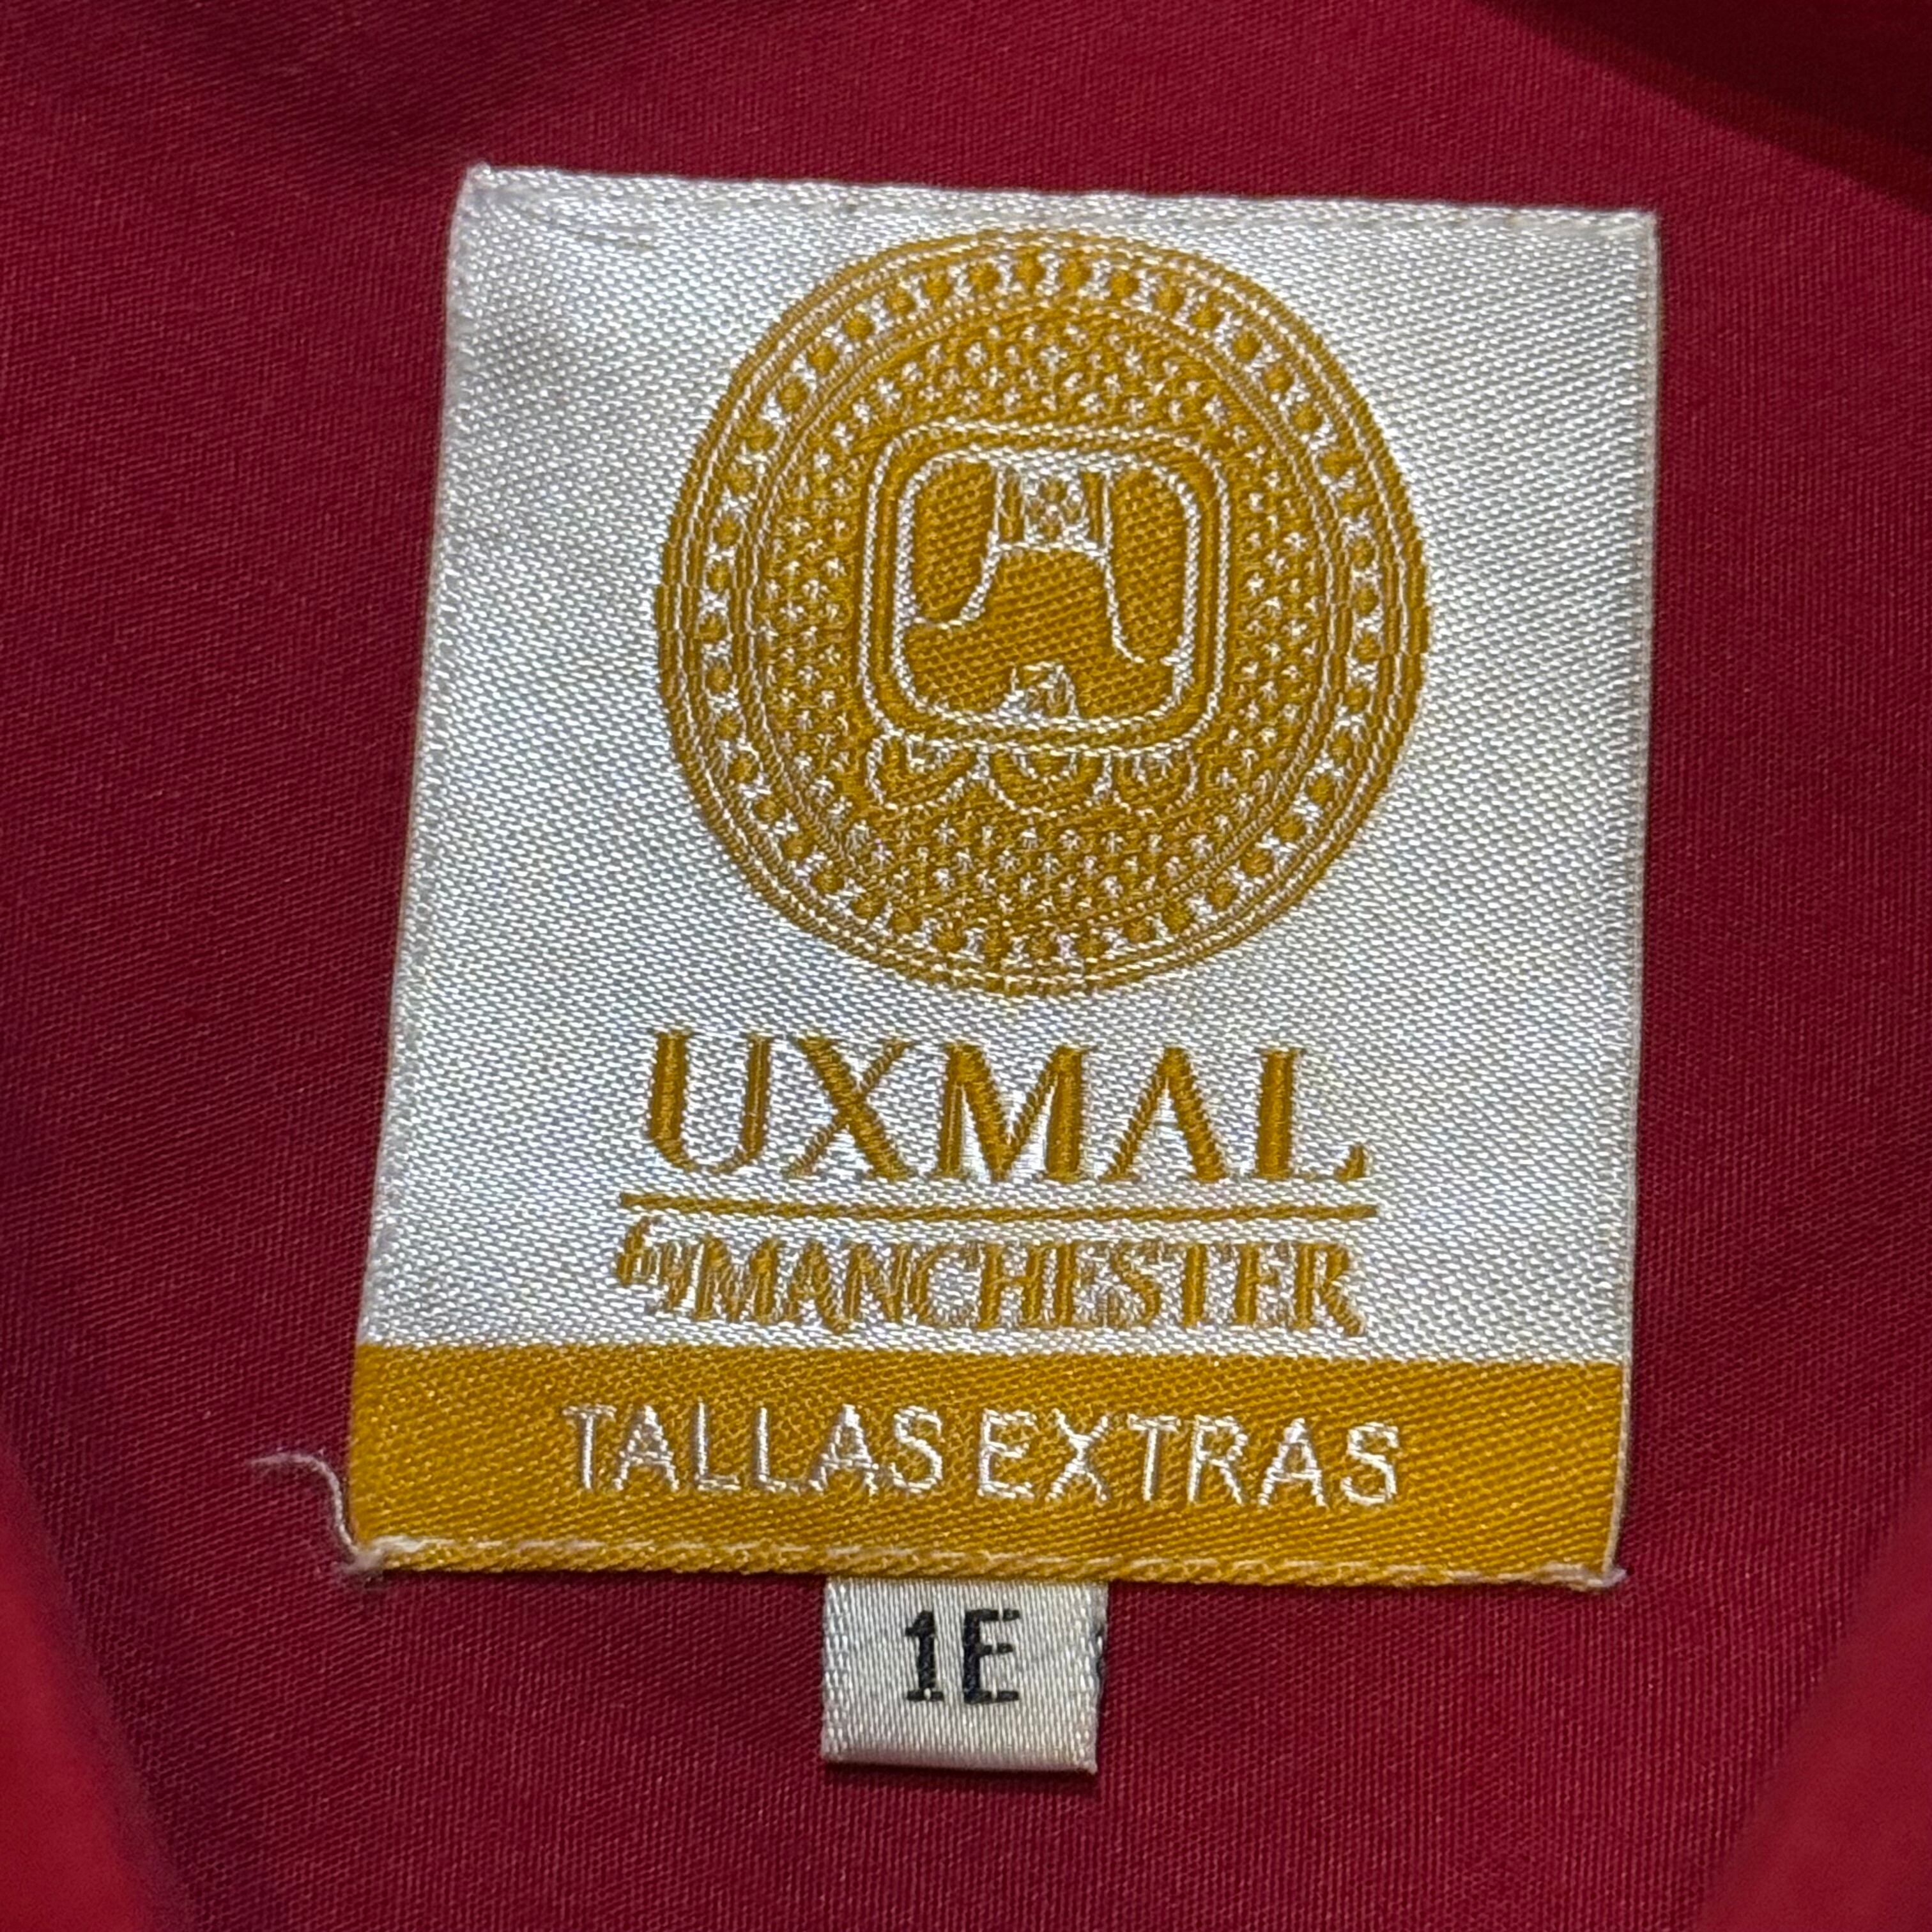 UXMAL
by MANCHESTER
TALLAS EXTRAS
1E